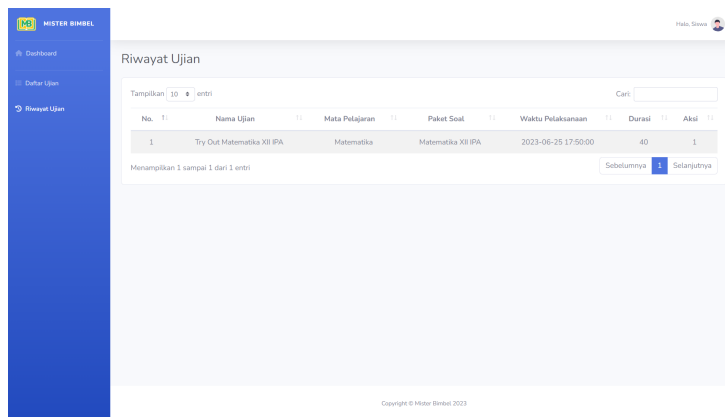 MB MISTER BIMBEL
Halo, Siswa
Dashboard
Daftar Ujian
Riwayat Ujian
Riwayat Ujian
Tampilkan 10 entri
Cari:
No. Nama Ujian Mata Pelajaran Paket Soal Waktu Pelaksanaan Durasi Aksi
1 Try Out Matematika XII IPA Matematika Matematika XII IPA 2023-06-25 17:50:00 40 1
Menampilkan 1 sampai 1 dari 1 entri
Sebelumnya 1 Selanjutnya
Copyright © Mister Bimbel 2023